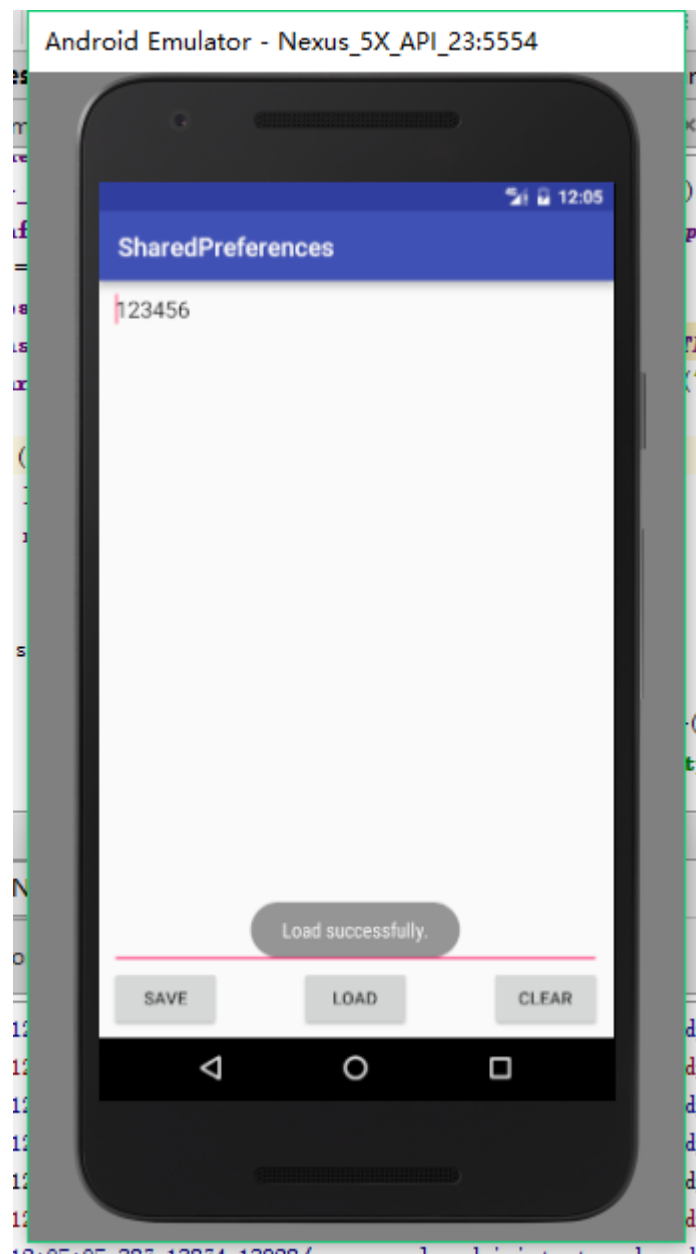 Android Emulator - Nexus_5X_API_23:5554
12:05
SharedPreferences
123456
Load successfully.
SAVE
LOAD
CLEAR